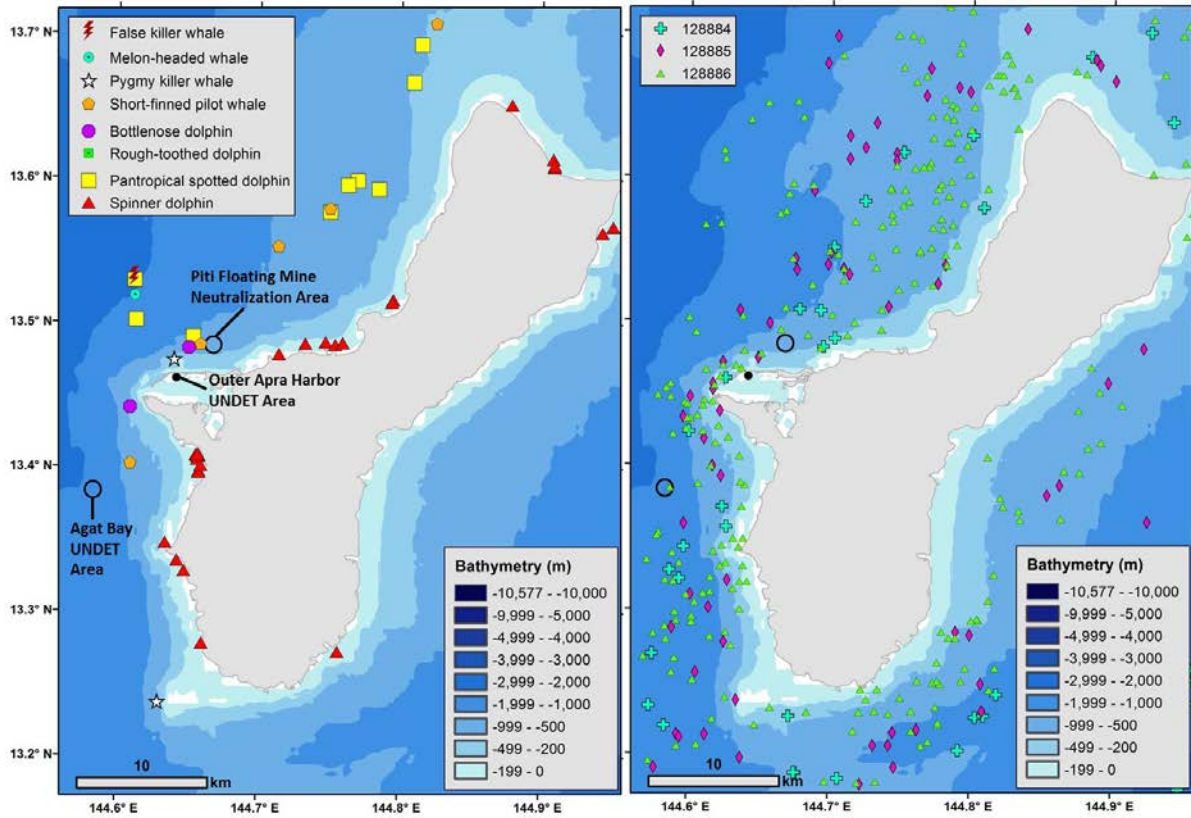 13.7°
13.6°
13.5°
13.4°
13.3°
13.2°
False killer whale
Melon-headed whale
Pygmy killer whale
Short-finned pilot whale
Bottlenose dolphin
Rough-toothed dolphin
Pantropical spotted dolphin
Spinner dolphin
Piti Floating Mine
Neutralization Area
Outer Apra Harbor
UNDET Area
Agat Bay
UNDET
Area
Bathymetry (m)
-10,577 - -10,000
-9,999 - -5,000
-4,999 - -4,000
-3,999 - -3,000
-2,999 - -2,000
-1,999 - -1,000
-999 - -500
-499 - -200
-199 - 0
10
km
144.6°
144.7°
144.8°
144.9° E
128884
128885
128886
Bathymetry (m)
-10,577 - -10,000
-9,999 - -5,000
-4,999 - -4,000
-3,999 - -3,000
-2,999 - -2,000
-1,999 - -1,000
-999 - -500
-499 - -200
-199 - 0
10
km
144.6°
144.7°
144.8°
144.9° E